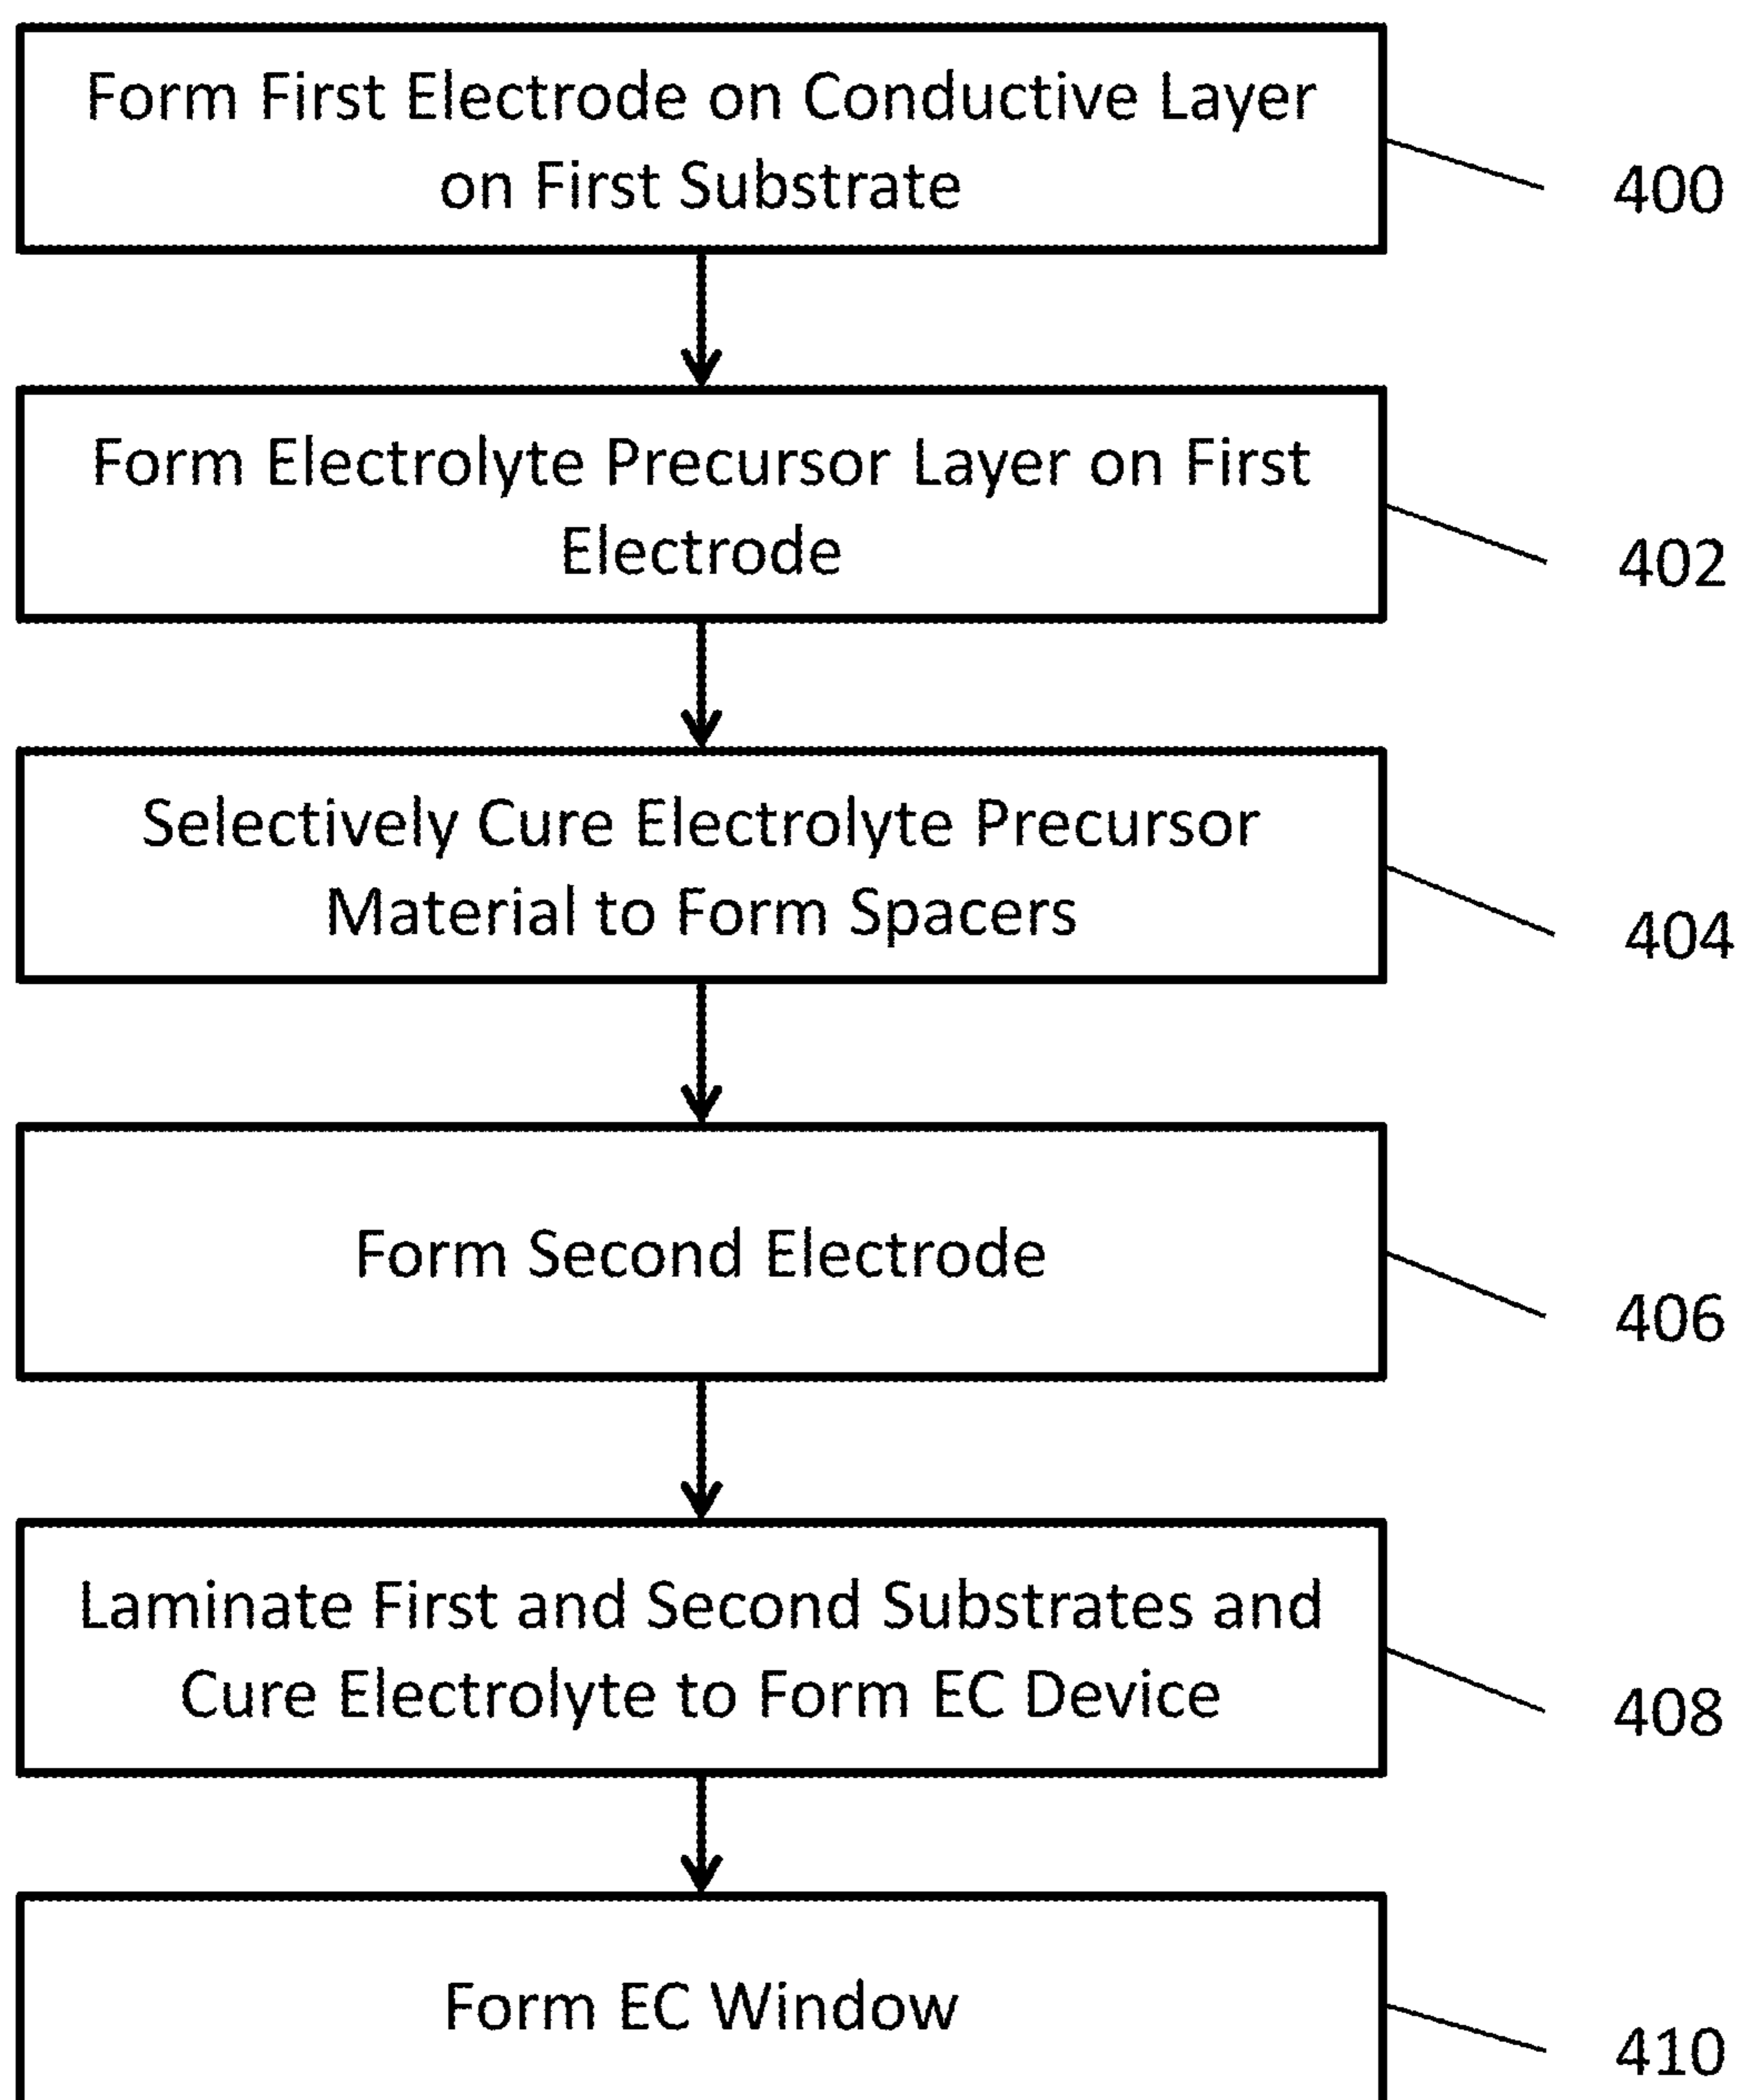 Form First Electrode on Conductive Layer
on First Substrate
400
Form Electrolyte Precursor Layer on First
Electrode
402
Selectively Cure Electrolyte Precursor
Material to Form Spacers
404
Form Second Electrode
406
Laminate First and Second Substrates and
Cure Electrolyte to Form EC Device
408
Form EC Window
410